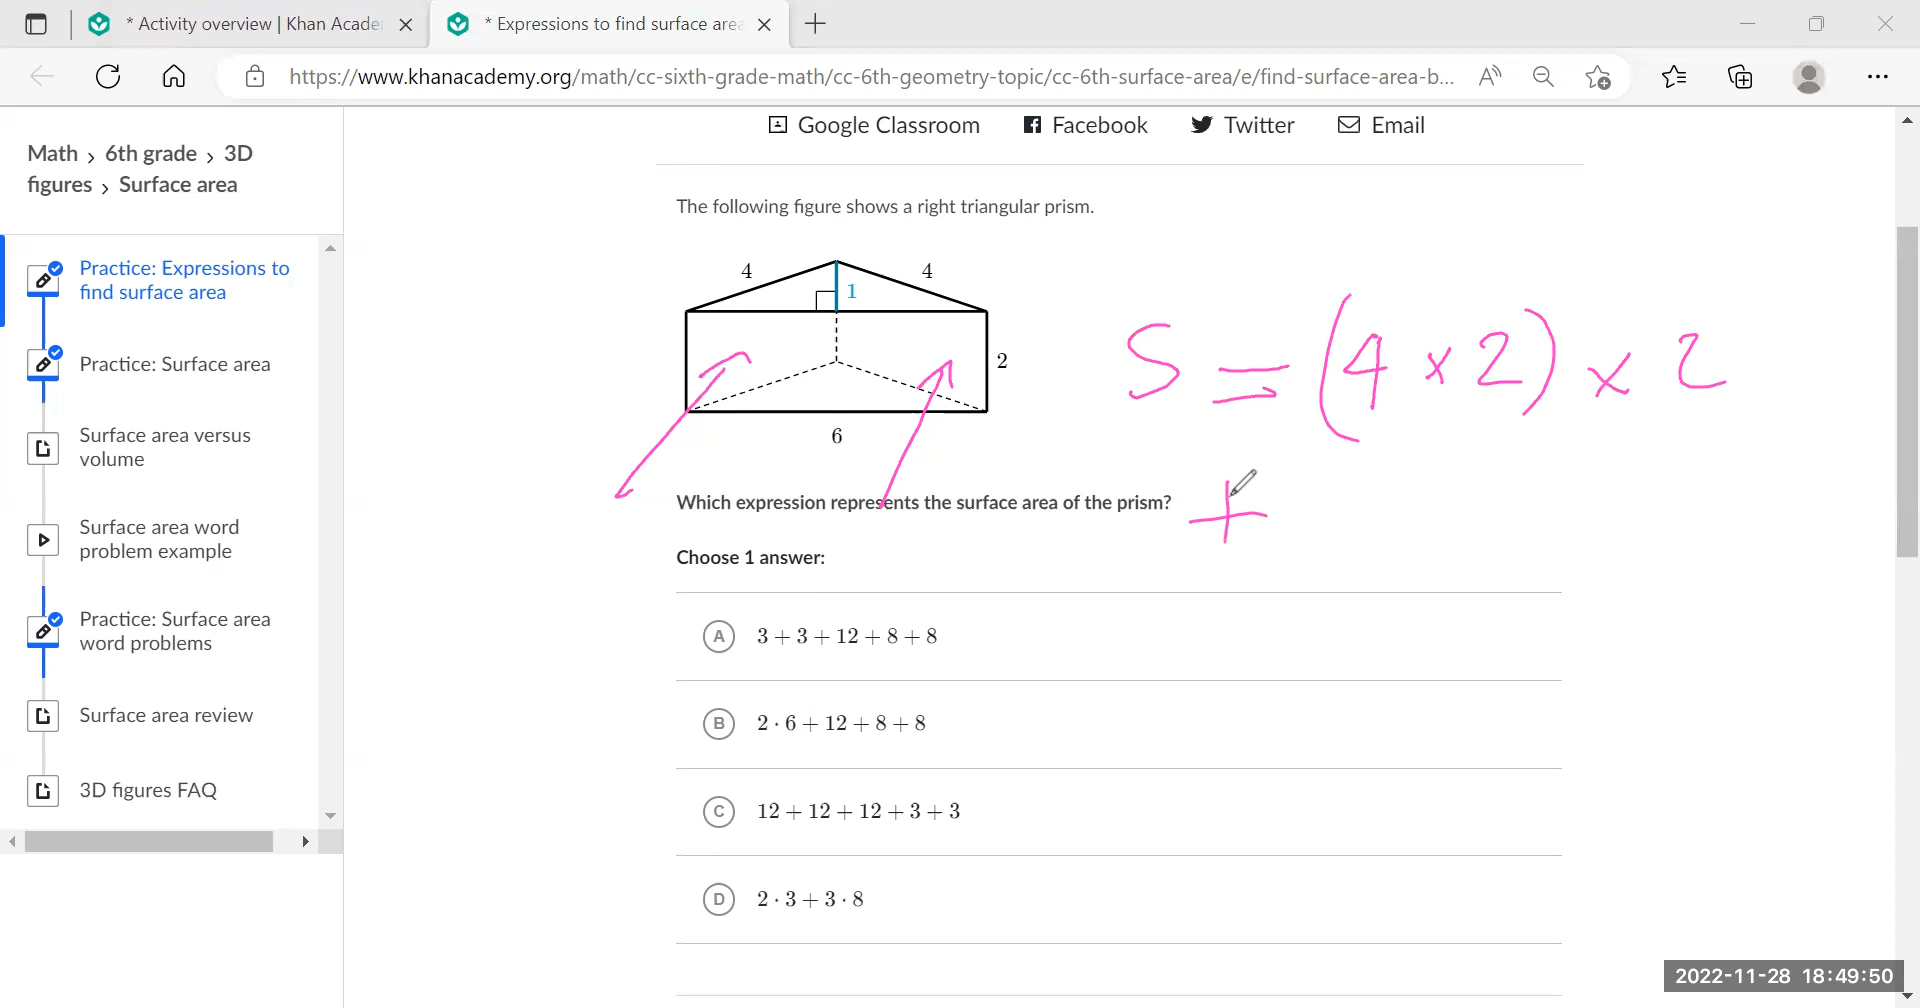 * Activity overview | Khan Acade
* Expressions to find surface area
https://www.khanacademy.org/math/cc-sixth-grade-math/cc-6th-geometry-topic/cc-6th-surface-area/e/find-surface-area-b...
Google Classroom Facebook Twitter Email
Math › 6th grade › 3D
figures › Surface area
Practice: Expressions to
find surface area
Practice: Surface area
Surface area versus
volume
Surface area word
problem example
Practice: Surface area
word problems
Surface area review
3D figures FAQ
The following figure shows a right triangular prism.
4
4
1
2
6
S = (4 × 2) × 2
+
Which expression represents the surface area of the prism?
Choose 1 answer:
A 3 + 3 + 12 + 8 + 8
B 2 · 6 + 12 + 8 + 8
C 12 + 12 + 12 + 3 + 3
D 2 · 3 + 3 · 8
2022-11-28 18:49:50